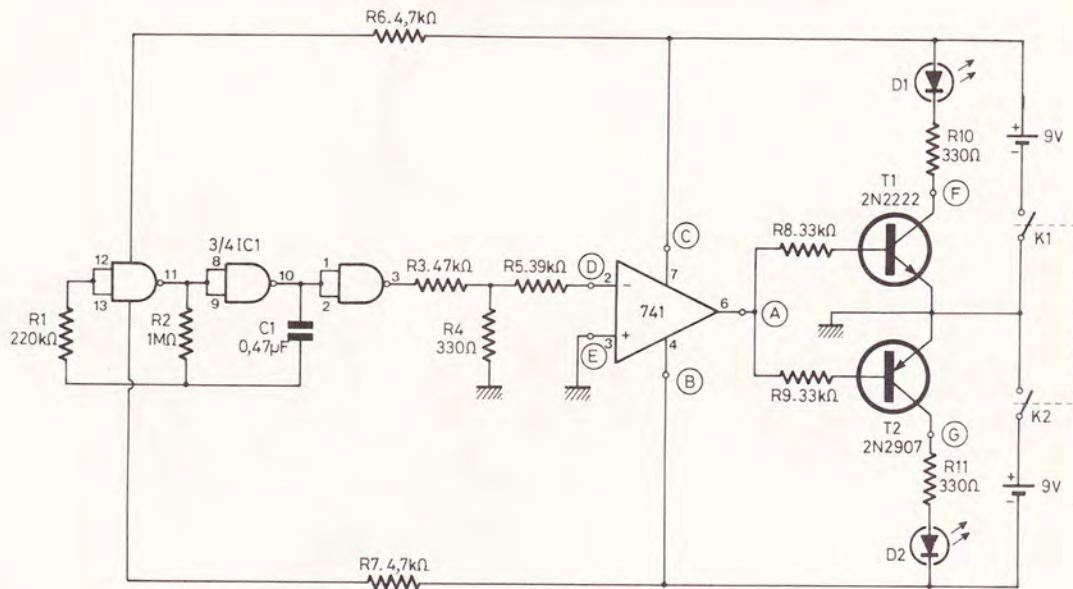 R6.4,7kΩ
D1
R10
330Ω
+
9V
−
T1
2N2222
F
K1
R8.33kΩ
C
3/4 IC1
12
13
11
8
9
10
1
2
3
R3.47kΩ
R5.39kΩ
D
2
−
7
741
6
A
+
3
E
4
B
R1
220kΩ
R2
1MΩ
C1
0,47µF
R4
330Ω
R9.33kΩ
T2
2N2907
K2
G
R11
330Ω
+
9V
−
D2
R7.4,7kΩ